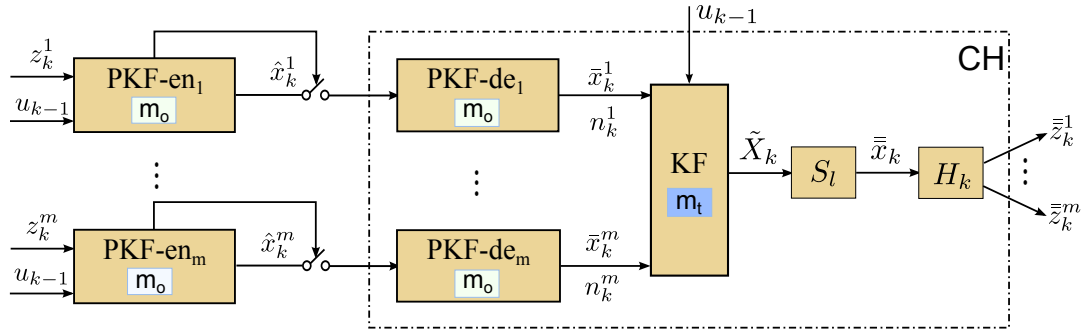 u_{k-1}
CH
z_k^1
u_{k-1}
PKF-en_1
m_o
\hat{x}_k^1
PKF-de_1
m_o
\bar{x}_k^1
n_k^1
KF
m_t
\tilde{X}_k
S_l
\bar{\bar{x}}_k
H_k
\bar{\bar{z}}_k^1
\bar{\bar{z}}_k^m
z_k^m
u_{k-1}
PKF-en_m
m_o
\hat{x}_k^m
PKF-de_m
m_o
\bar{x}_k^m
n_k^m